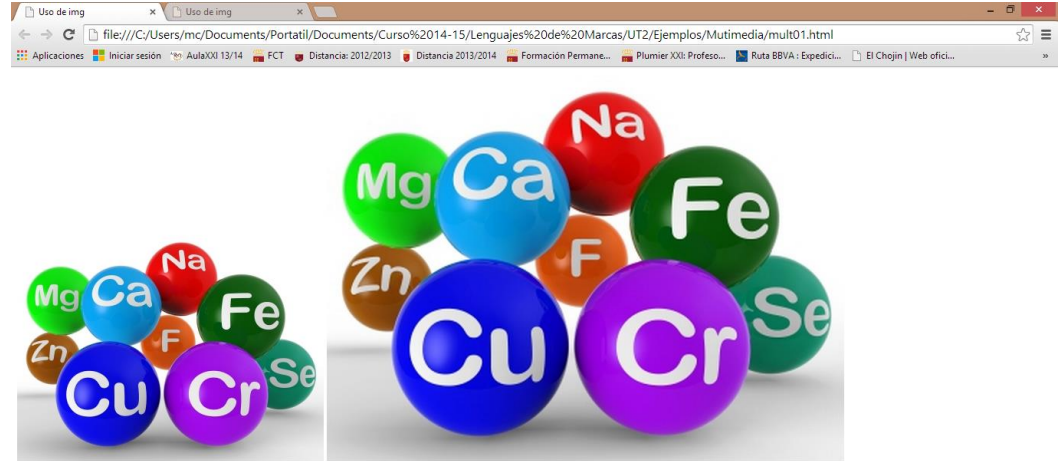 Uso de img Uso de img
file:///C:/Users/mc/Documents/Portatil/Documents/Curso%2014-15/Lenguajes%20de%20Marcas/UT2/Ejemplos/Mutimedia/mult01.html
Aplicaciones Iniciar sesión AulaXXI 13/14 FCT Distancia: 2012/2013 Distancia 2013/2014 Formación Permane... Plumier XXI: Profeso... Ruta BBVA : Expedici... El Chojin | Web ofici... »
Na
Mg Ca
Fe
Zn F
Se
Cu Cr
Na
Mg Ca
Fe
Zn F
Se
Cu Cr